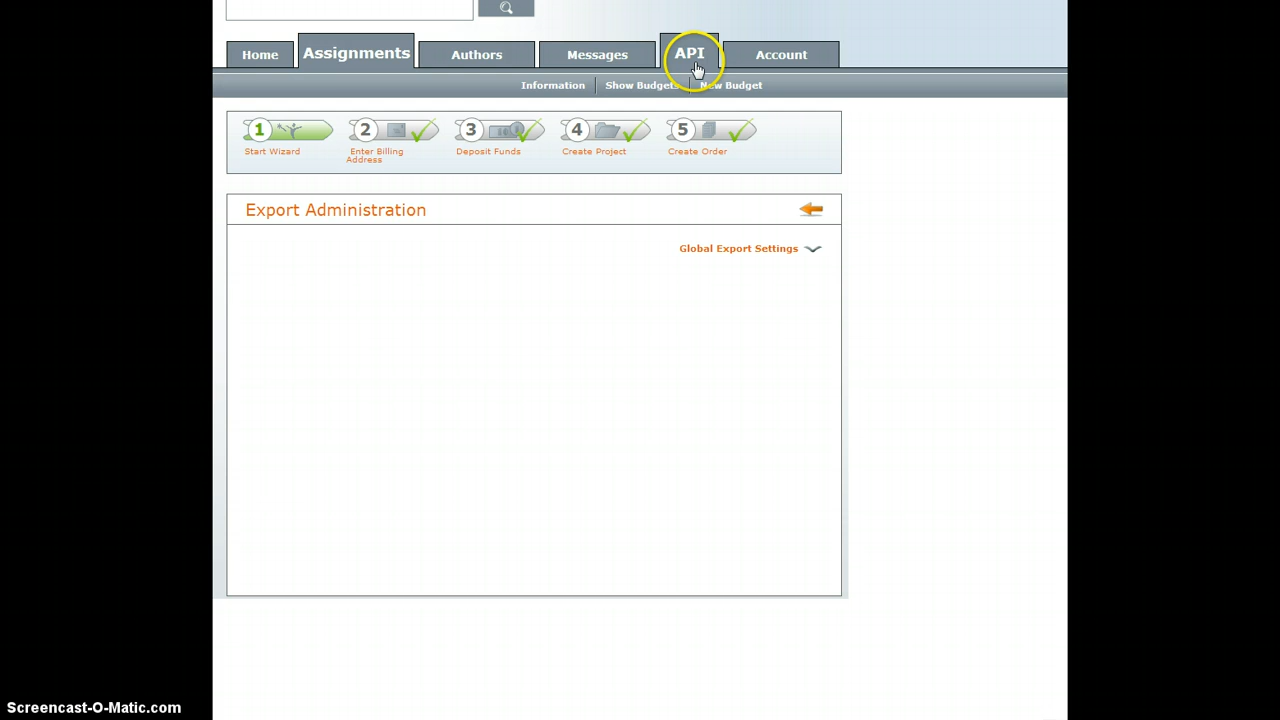 Home Assignments Authors Messages API Account
Information Show Budgets New Budget
1 2 3 4 5
Start Wizard Enter Billing Address Deposit Funds Create Project Create Order
Export Administration
Global Export Settings
Screencast-O-Matic.com